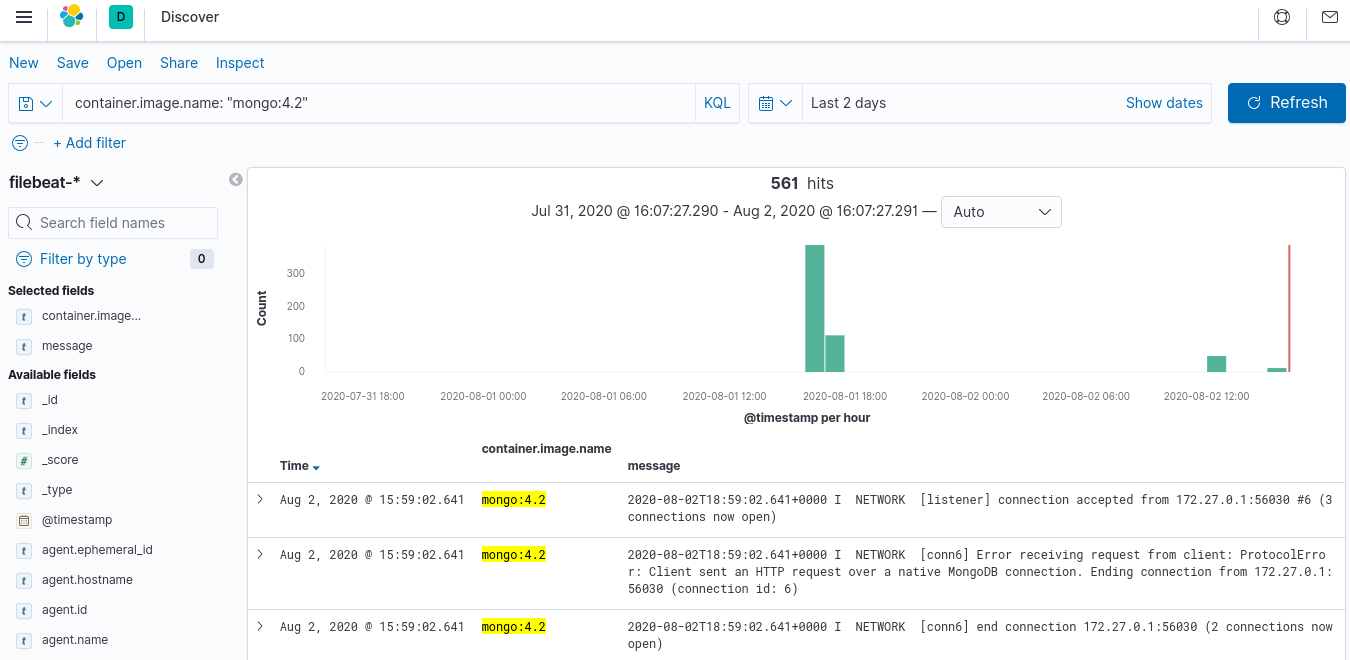 D
Discover
New Save Open Share Inspect
container.image.name: "mongo:4.2"
KQL
Last 2 days
Show dates
Refresh
+ Add filter
filebeat-*
Search field names
Filter by type
0
Selected fields
t container.image...
t message
Available fields
t _id
t _index
# _score
t _type
@timestamp
t agent.ephemeral_id
t agent.hostname
t agent.id
t agent.name
561 hits
Jul 31, 2020 @ 16:07:27.290 - Aug 2, 2020 @ 16:07:27.291 —
Auto
Count
300
200
100
0
2020-07-31 18:00 2020-08-01 00:00 2020-08-01 06:00 2020-08-01 12:00 2020-08-01 18:00 2020-08-02 00:00 2020-08-02 06:00 2020-08-02 12:00
@timestamp per hour
Time
container.image.name
message
Aug 2, 2020 @ 15:59:02.641
mongo:4.2
2020-08-02T18:59:02.641+0000 I  NETWORK  [listener] connection accepted from 172.27.0.1:56030 #6 (3
connections now open)
Aug 2, 2020 @ 15:59:02.641
mongo:4.2
2020-08-02T18:59:02.641+0000 I  NETWORK  [conn6] Error receiving request from client: ProtocolErro
r: Client sent an HTTP request over a native MongoDB connection. Ending connection from 172.27.0.1:
56030 (connection id: 6)
Aug 2, 2020 @ 15:59:02.641
mongo:4.2
2020-08-02T18:59:02.641+0000 I  NETWORK  [conn6] end connection 172.27.0.1:56030 (2 connections now
open)